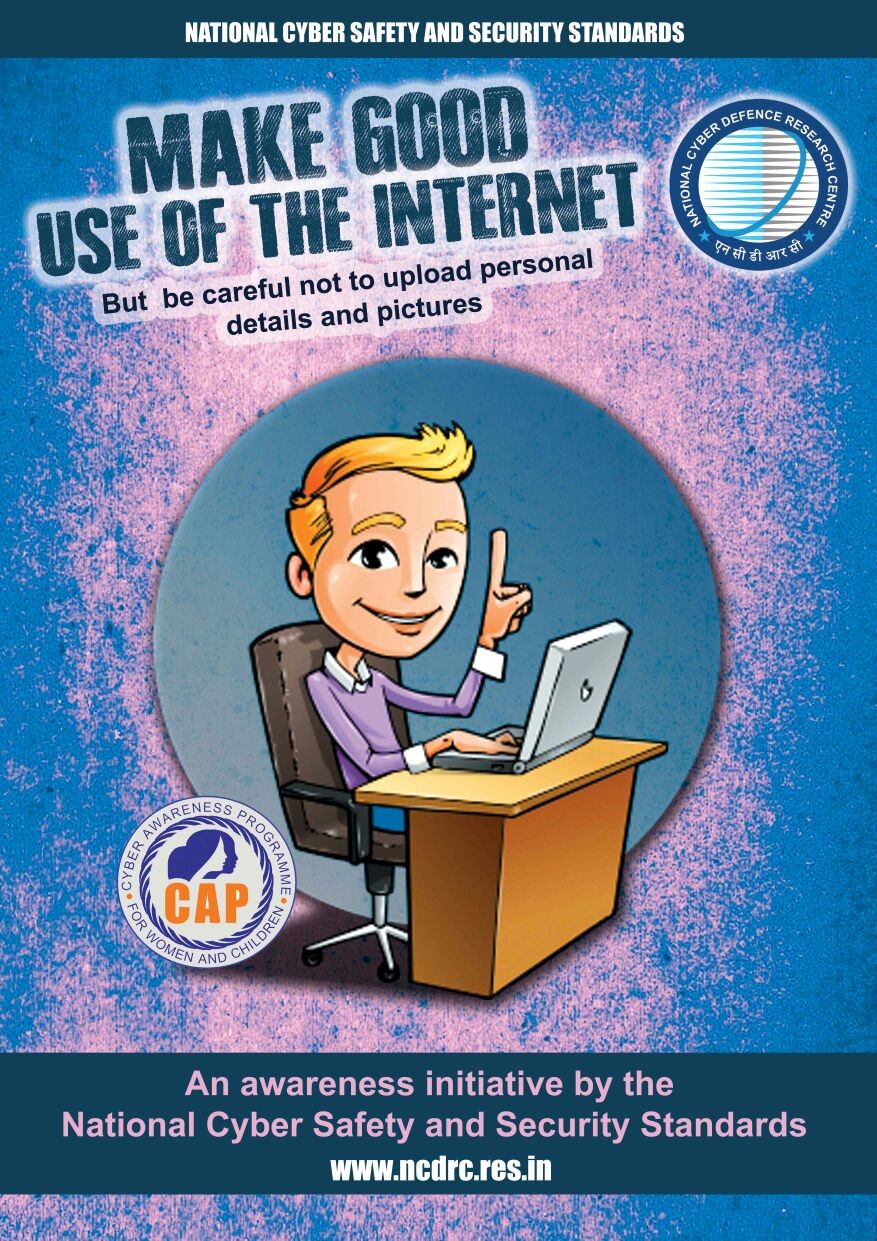 NATIONAL CYBER SAFETY AND SECURITY STANDARDS
MAKE GOOD
USE OF THE INTERNET
But be careful not to upload personal
details and pictures
NATIONAL CYBER DEFENCE RESEARCH CENTRE
एन सी डी आर सी
CYBER AWARENESS PROGRAMME
CAP
FOR WOMEN AND CHILDREN
An awareness initiative by the
National Cyber Safety and Security Standards
www.ncdrc.res.in